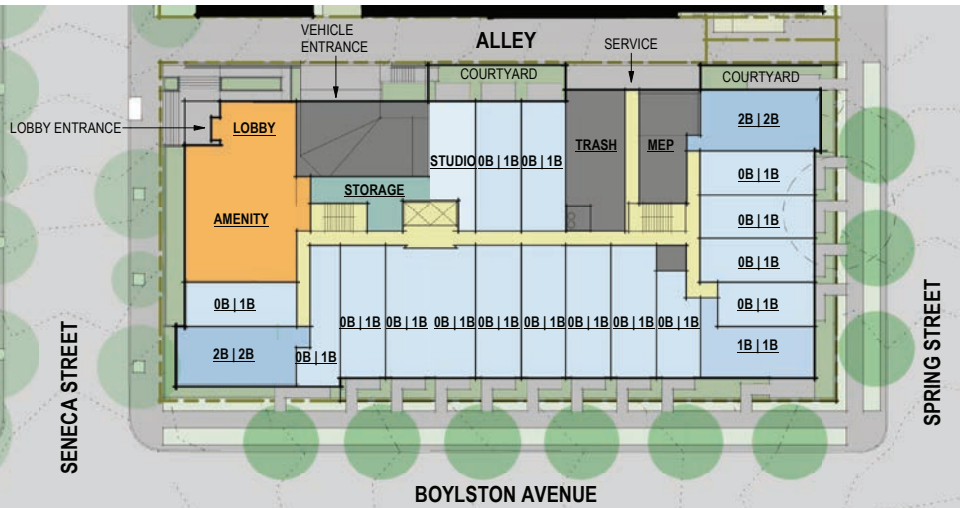 VEHICLE
ENTRANCE
ALLEY
SERVICE
COURTYARD
COURTYARD
LOBBY ENTRANCE
LOBBY
2B | 2B
STUDIO
0B | 1B
0B | 1B
TRASH
MEP
0B | 1B
STORAGE
AMENITY
0B | 1B
0B | 1B
0B | 1B
0B | 1B
0B | 1B
0B | 1B
0B | 1B
0B | 1B
0B | 1B
0B | 1B
0B | 1B
0B | 1B
0B | 1B
2B | 2B
0B | 1B
1B | 1B
SENECA STREET
SPRING STREET
BOYLSTON AVENUE